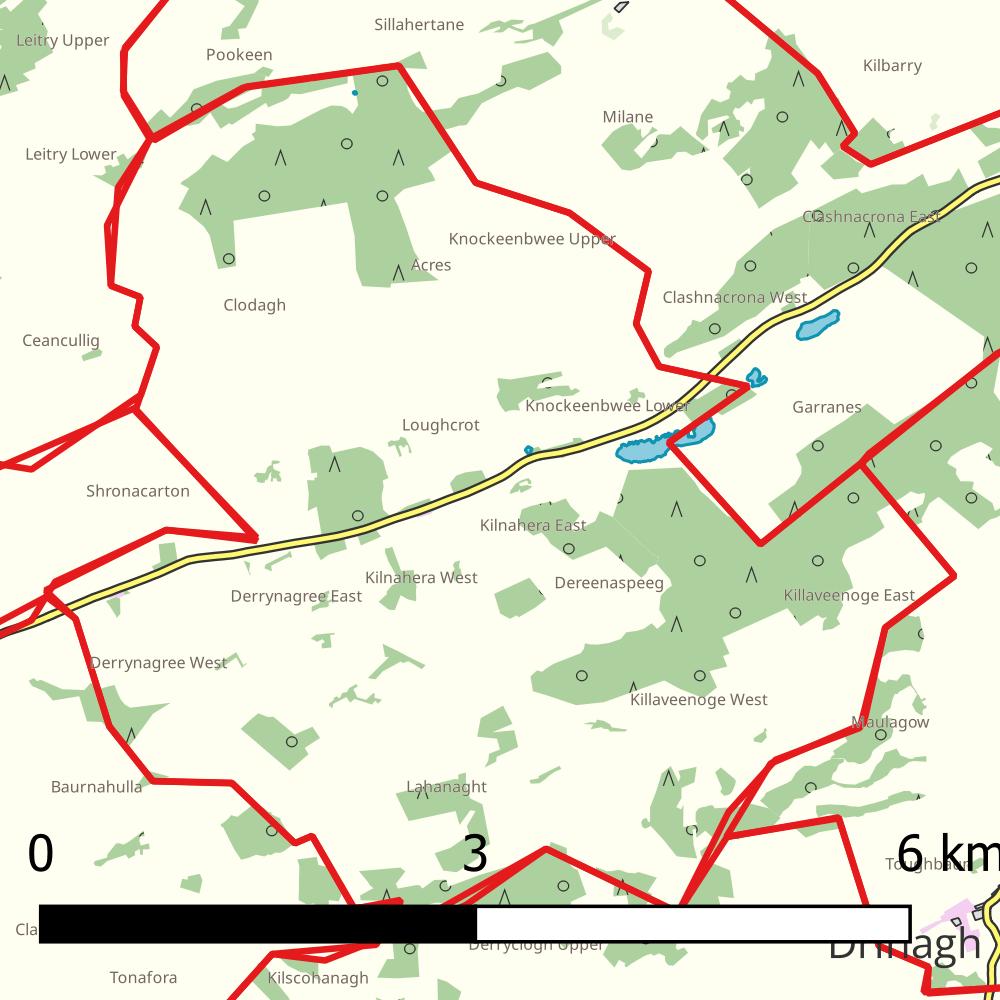 Sillahertane
Leitry Upper
Pookeen
Kilbarry
Milane
Leitry Lower
Clashnacrona East
Knockeenbwee Upper
Acres
Clashnacrona West
Clodagh
Ceancullig
Knockeenbwee Lower
Garranes
Loughcrot
Shronacarton
Kilnahera East
Kilnahera West
Dereenaspeeg
Derrynagree East
Killaveenoge East
Derrynagree West
Killaveenoge West
Maulagow
Baurnahulla
Lahanaght
0 3 6 km
Toughbaun
Cla
Derryclogh Upper
Drinagh
Tonafora
Kilscohanagh